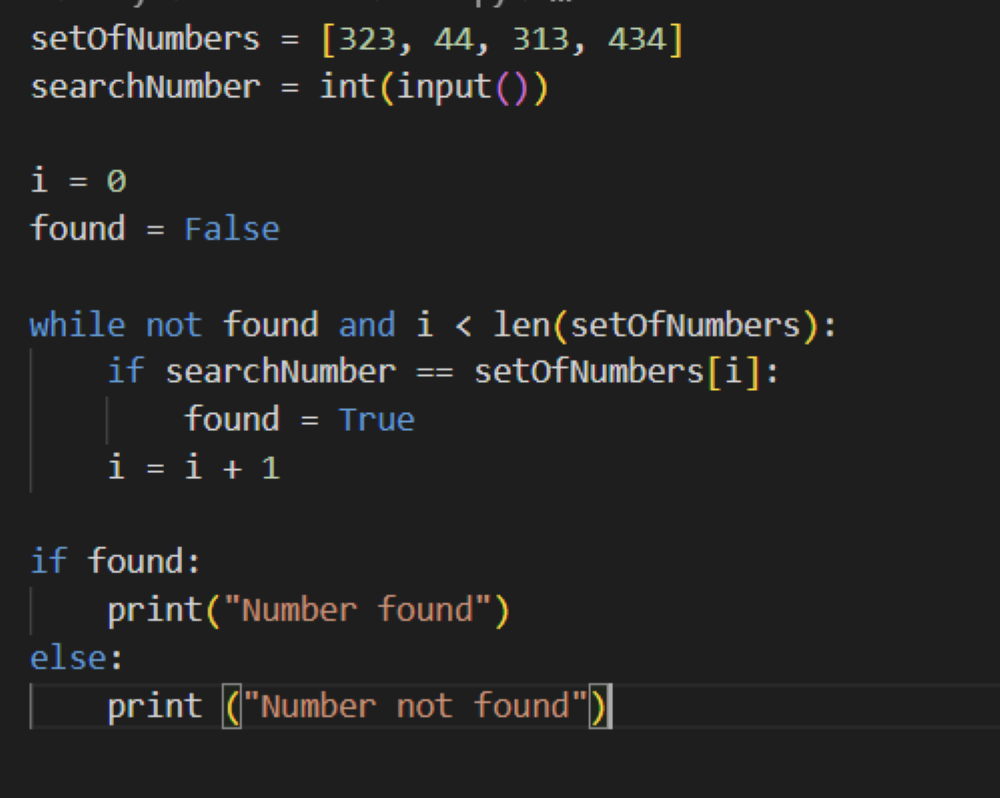 setOfNumbers = [323, 44, 313, 434]
searchNumber = int(input())
i = 0
found = False
while not found and i < len(setOfNumbers):
if searchNumber == setOfNumbers[i]:
found = True
i = i + 1
if found:
print("Number found")
else:
print ("Number not found")